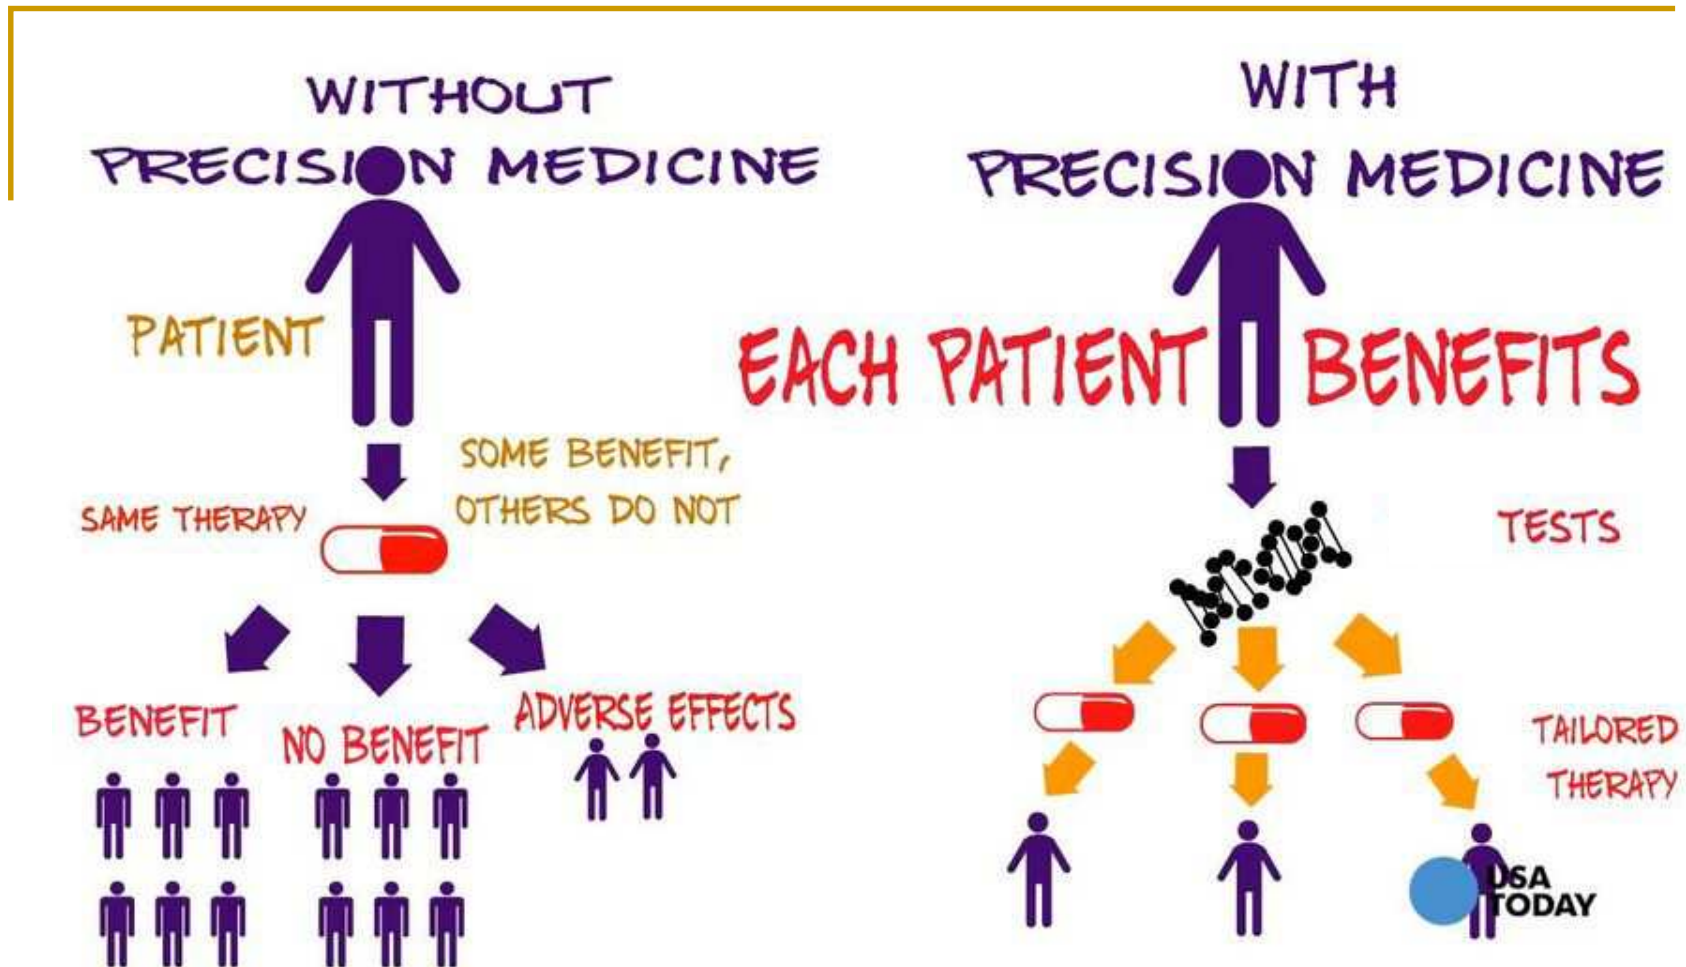 WITHOUT
PRECISION MEDICINE
PATIENT
SOME BENEFIT,
OTHERS DO NOT
SAME THERAPY
BENEFIT
NO BENEFIT
ADVERSE EFFECTS
WITH
PRECISION MEDICINE
EACH PATIENT BENEFITS
TESTS
TAILORED
THERAPY
USA
TODAY